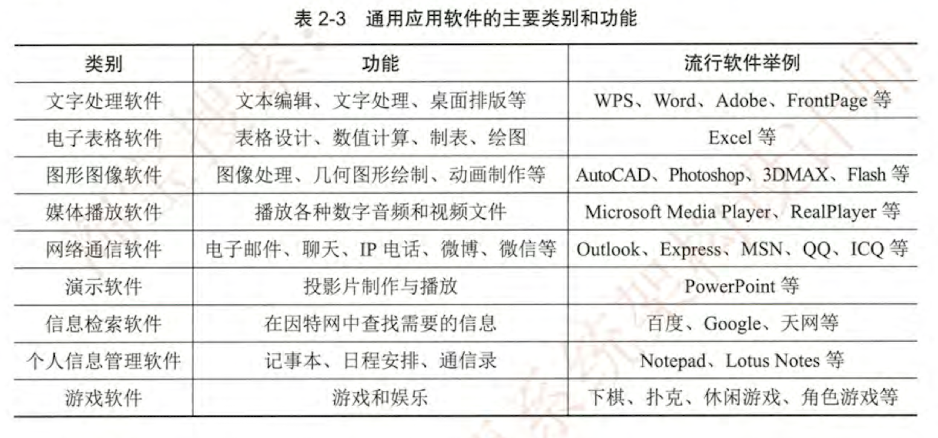 表 2-3 通用应用软件的主要类别和功能
类别 功能 流行软件举例
文字处理软件 文本编辑、文字处理、桌面排版等 WPS、Word、Adobe、FrontPage 等
电子表格软件 表格设计、数值计算、制表、绘图 Excel 等
图形图像软件 图像处理、几何图形绘制、动画制作等 AutoCAD、Photoshop、3DMAX、Flash 等
媒体播放软件 播放各种数字音频和视频文件 Microsoft Media Player、RealPlayer 等
网络通信软件 电子邮件、聊天、IP 电话、微博、微信等 Outlook、Express、MSN、QQ、ICQ 等
演示软件 投影片制作与播放 PowerPoint 等
信息检索软件 在因特网中查找需要的信息 百度、Google、天网等
个人信息管理软件 记事本、日程安排、通信录 Notepad、Lotus Notes 等
游戏软件 游戏和娱乐 下棋、扑克、休闲游戏、角色游戏等